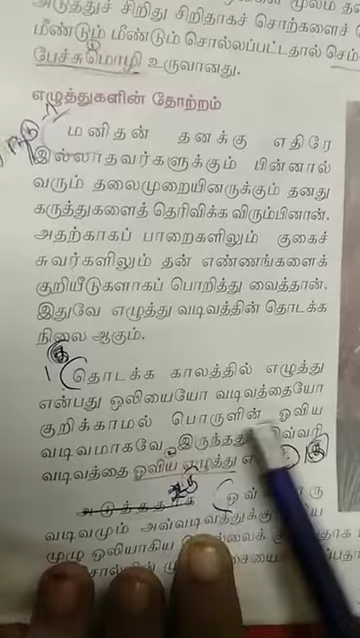 மீண்டும் மீண்டும் சொல்லப்பட்டதால்
பேச்சுமொழி உருவானது.
எழுத்துகளின் தோற்றம்
மனிதன் தனக்கு எதிரே
இல்லாதவர்களுக்கும் பின்னால்
வரும் தலைமுறையினருக்கும் தனது
கருத்துகளைத் தெரிவிக்க விரும்பினான்.
அதற்காகப் பாறைகளிலும் குகைச்
சுவர்களிலும் தன் எண்ணங்களைக்
குறியீடுகளாகப் பொறித்து வைத்தான்.
இதுவே எழுத்து வடிவத்தின் தொடக்க
நிலை ஆகும்.
தொடக்க காலத்தில் எழுத்து
என்பது ஒலியையோ வடிவத்தையோ
குறிக்காமல் பொருளின் ஓவிய
வடிவமாகவே இருந்தது
வடிவத்தை ஓவிய எழுத்து
வடிவமும் அவ்வடிவத்துக்கு
முழு ஒலியாகிய